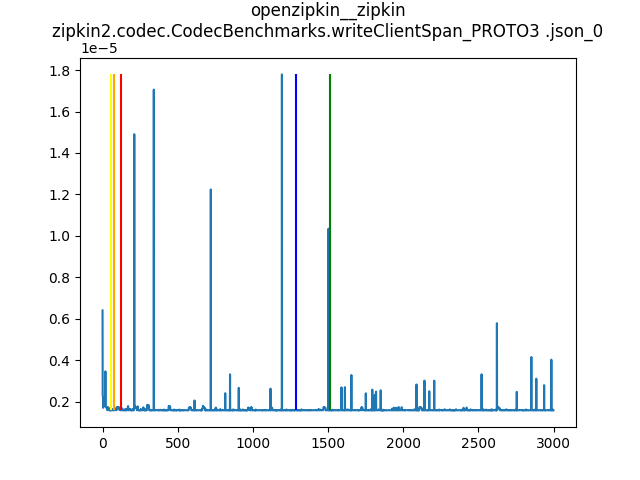 openzipkin__zipkin
zipkin2.codec.CodecBenchmarks.writeClientSpan_PROTO3 .json_0
1e−5
1.8
1.6
1.4
1.2
1.0
0.8
0.6
0.4
0.2
0 500 1000 1500 2000 2500 3000